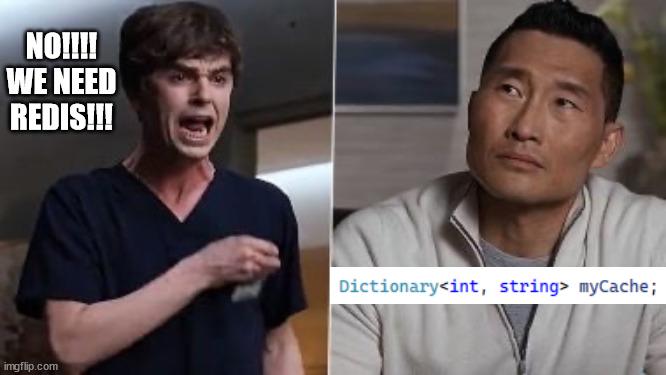 NO!!!!
WE NEED
REDIS!!!
Dictionary<int, string> myCache;
imgflip.com